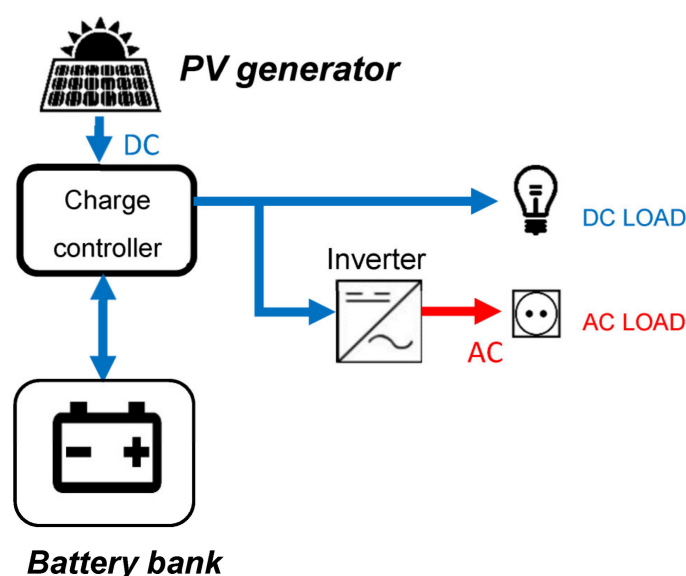 PV generator
DC
Charge
controller
DC LOAD
Inverter
AC
AC LOAD
Battery bank